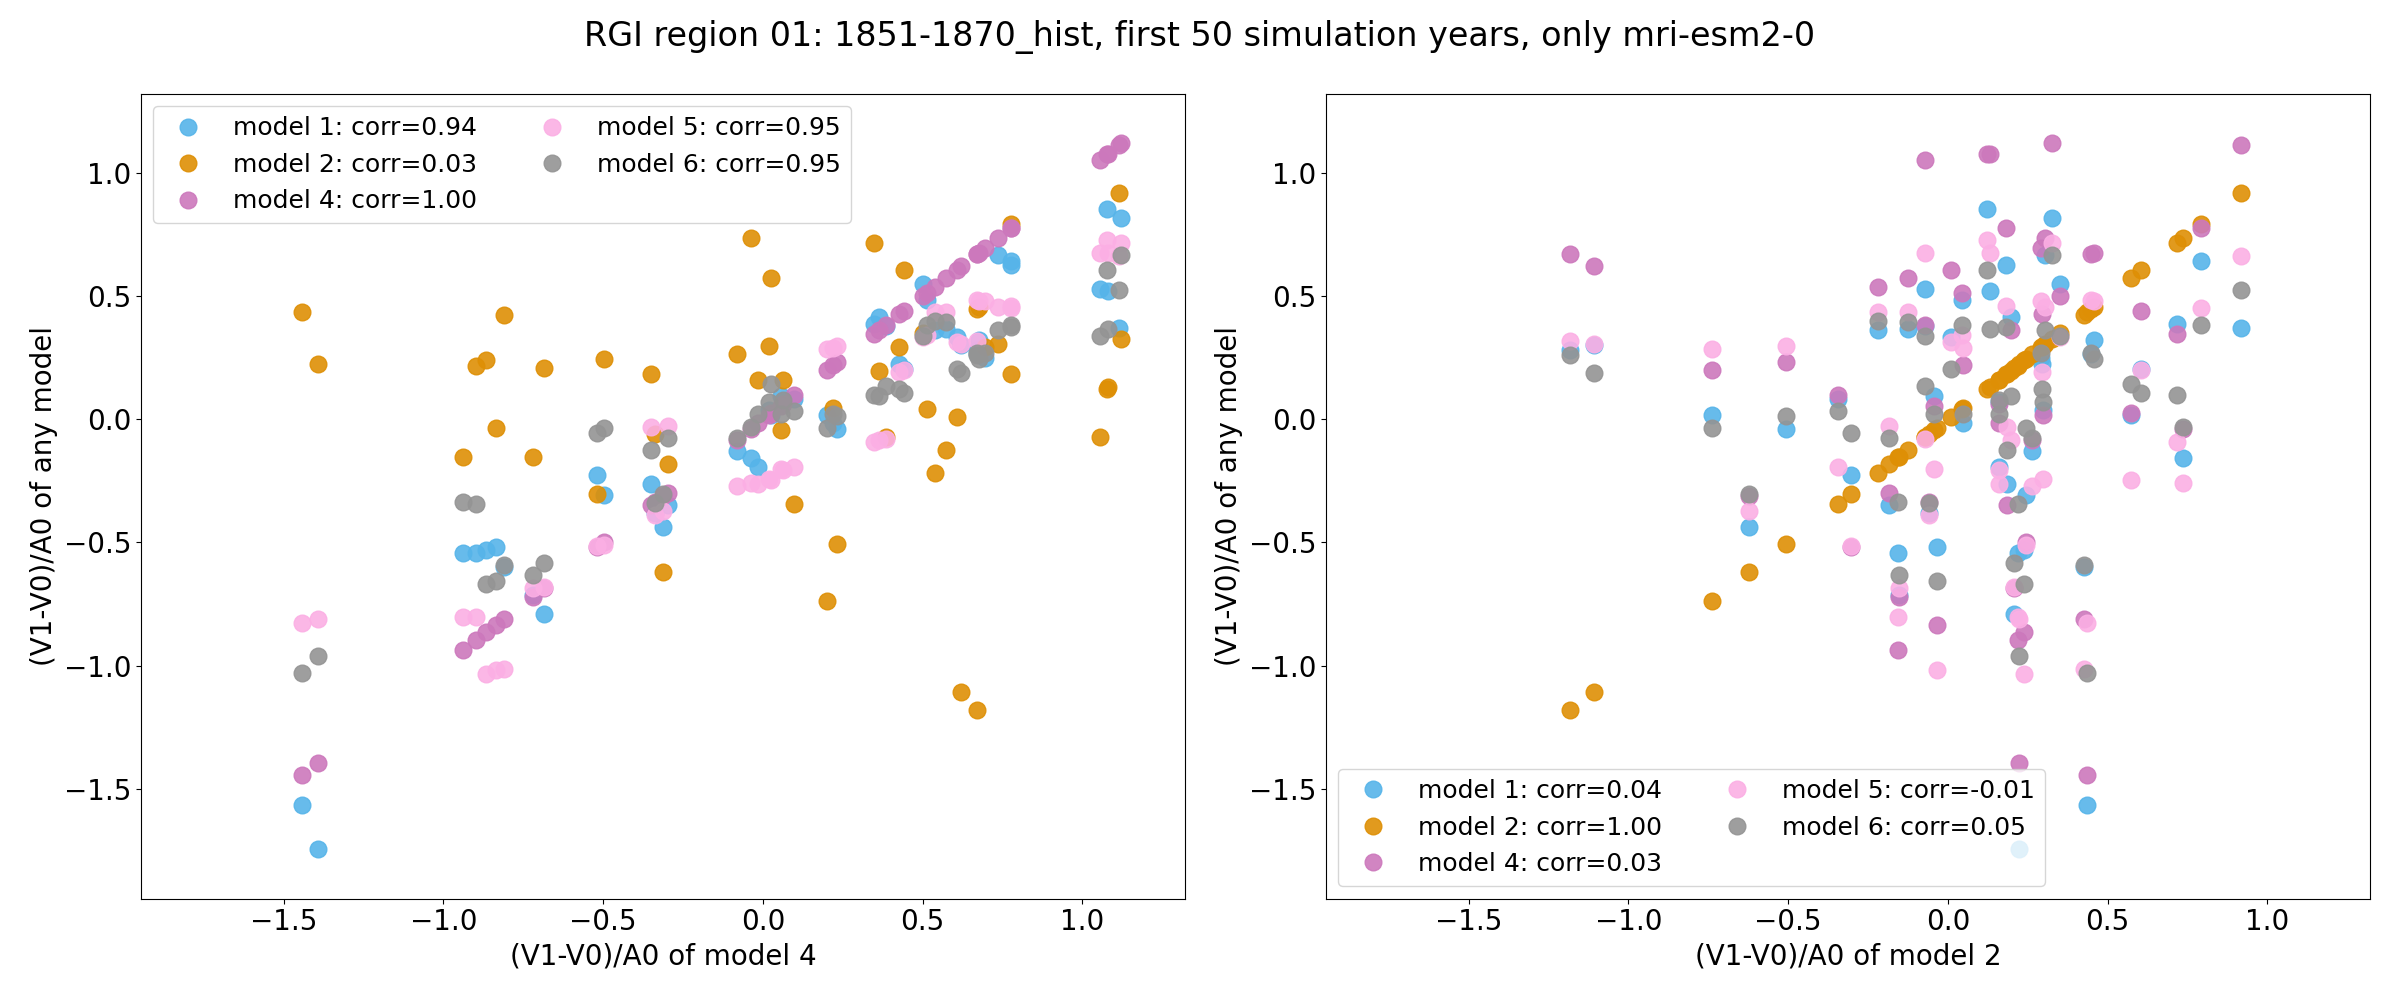 RGI region 01: 1851-1870_hist, first 50 simulation years, only mri-esm2-0
model 1: corr=0.94
model 2: corr=0.03
model 4: corr=1.00
model 5: corr=0.95
model 6: corr=0.95
(V1-V0)/A0 of any model
1.0
0.5
0.0
−0.5
−1.0
−1.5
−1.5 −1.0 −0.5 0.0 0.5 1.0
(V1-V0)/A0 of model 4
(V1-V0)/A0 of any model
1.0
0.5
0.0
−0.5
−1.0
−1.5
model 1: corr=0.04
model 2: corr=1.00
model 4: corr=0.03
model 5: corr=-0.01
model 6: corr=0.05
−1.5 −1.0 −0.5 0.0 0.5 1.0
(V1-V0)/A0 of model 2